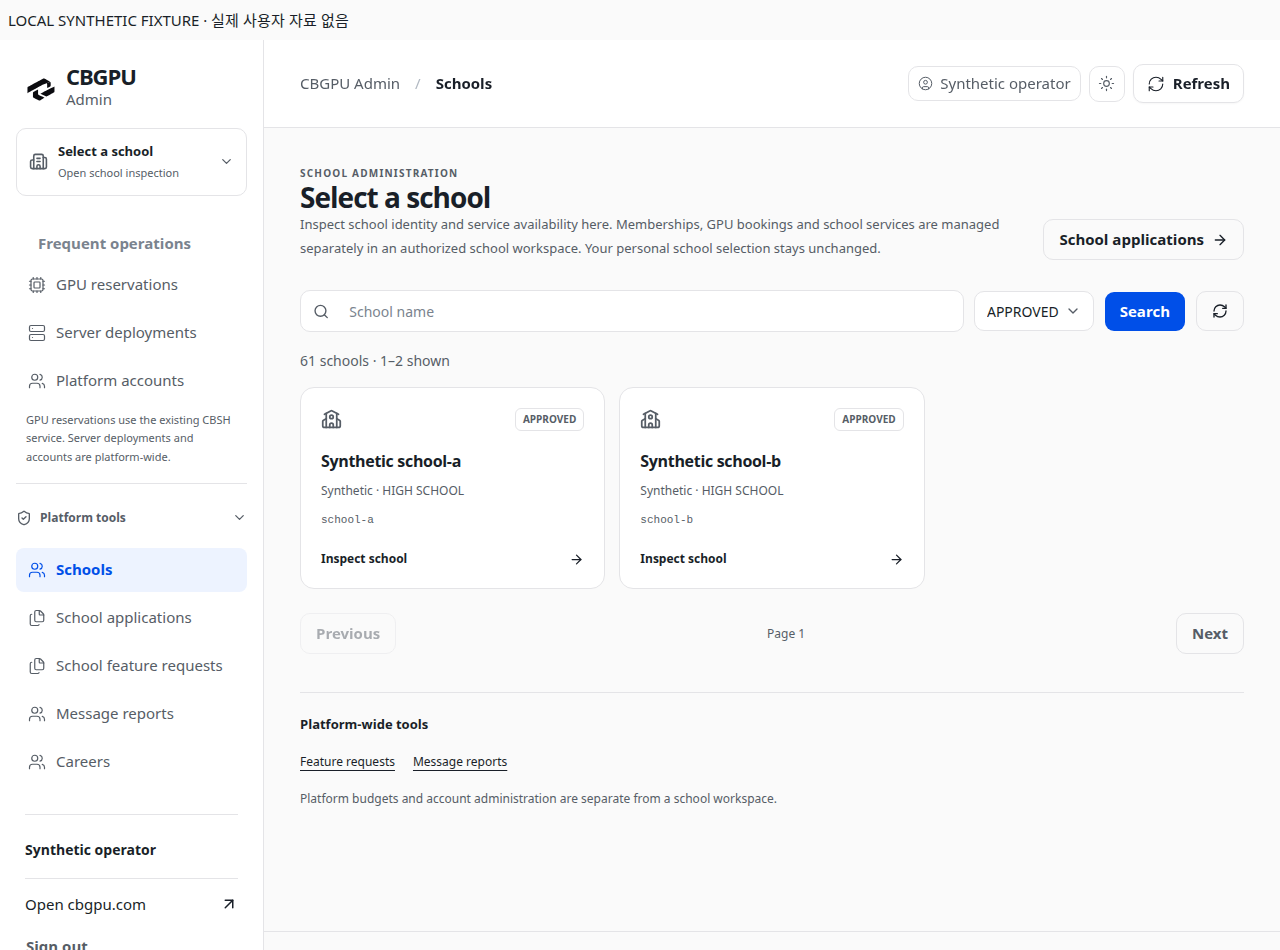 LOCAL SYNTHETIC FIXTURE · 실제 사용자 자료 없음
CBGPU
Admin
Select a school
Open school inspection
Frequent operations
GPU reservations
Server deployments
Platform accounts
GPU reservations use the existing CBSH
service. Server deployments and
accounts are platform-wide.
Platform tools
Schools
School applications
School feature requests
Message reports
Careers
Synthetic operator
Open cbgpu.com
Sign out
CBGPU Admin / Schools
Synthetic operator
Refresh
SCHOOL ADMINISTRATION
Select a school
Inspect school identity and service availability here. Memberships, GPU bookings and school services are managed
separately in an authorized school workspace. Your personal school selection stays unchanged.
School applications
School name
APPROVED
Search
61 schools · 1–2 shown
APPROVED
Synthetic school-a
Synthetic · HIGH SCHOOL
school-a
Inspect school
APPROVED
Synthetic school-b
Synthetic · HIGH SCHOOL
school-b
Inspect school
Previous
Page 1
Next
Platform-wide tools
Feature requests Message reports
Platform budgets and account administration are separate from a school workspace.